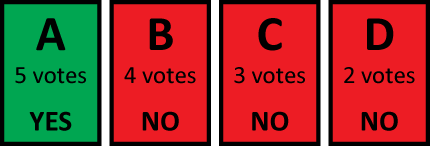 A
5 votes
YES
B
4 votes
NO
C
3 votes
NO
D
2 votes
NO